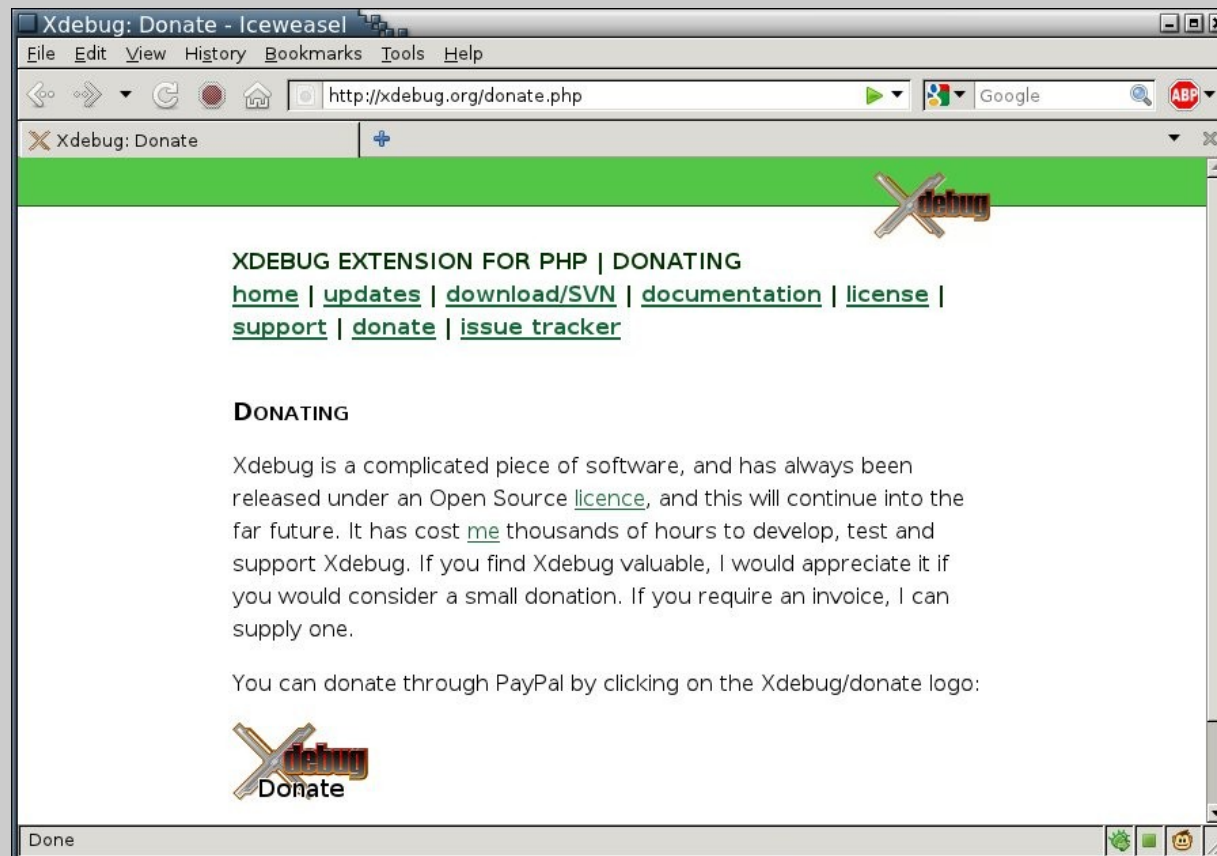 Xdebug: Donate - Iceweasel
File Edit View History Bookmarks Tools Help
http://xdebug.org/donate.php
Google
ABP
Xdebug: Donate
Xdebug
XDEBUG EXTENSION FOR PHP | DONATING
home | updates | download/SVN | documentation | license |
support | donate | issue tracker
DONATING
Xdebug is a complicated piece of software, and has always been
released under an Open Source licence, and this will continue into the
far future. It has cost me thousands of hours to develop, test and
support Xdebug. If you find Xdebug valuable, I would appreciate it if
you would consider a small donation. If you require an invoice, I can
supply one.
You can donate through PayPal by clicking on the Xdebug/donate logo:
Xdebug
Donate
Done